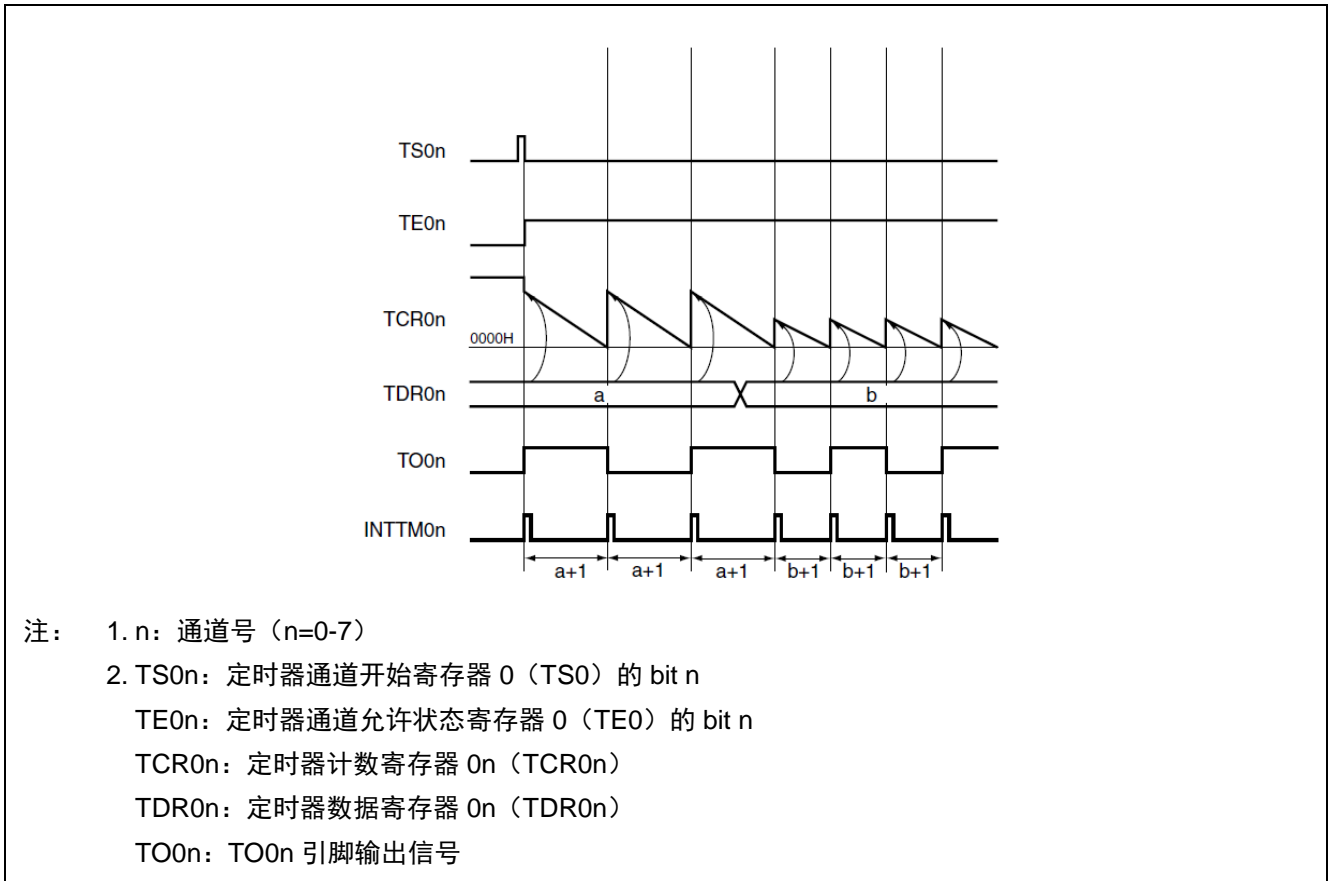 TS0n
TE0n
TCR0n
0000H
TDR0n
a
b
TO0n
INTTM0n
a+1 a+1 a+1 b+1 b+1 b+1
注： 1. n：通道号（n=0-7）
2. TS0n：定时器通道开始寄存器 0（TS0）的 bit n
TE0n：定时器通道允许状态寄存器 0（TE0）的 bit n
TCR0n：定时器计数寄存器 0n（TCR0n）
TDR0n：定时器数据寄存器 0n（TDR0n）
TO0n：TO0n 引脚输出信号